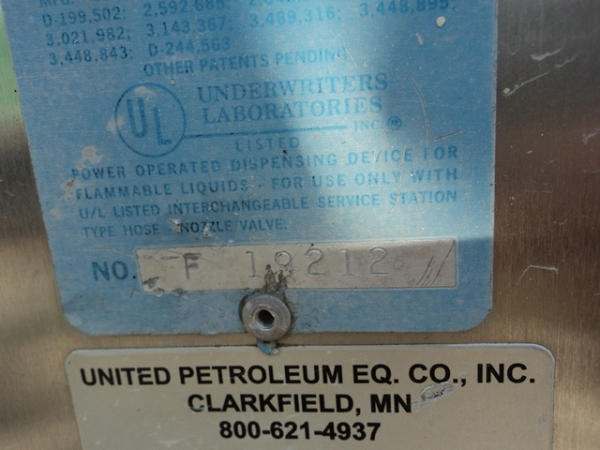 MFG.
D-199,502; 2,592,685;
3,021,982; 3,143,367; 3,469,316; 3,448,895;
3,448,843; D-244,563
OTHER PATENTS PENDING
UL UNDERWRITERS
LABORATORIES
INC.®
LISTED
POWER OPERATED DISPENSING DEVICE FOR
FLAMMABLE LIQUIDS - FOR USE ONLY WITH
U/L LISTED INTERCHANGEABLE SERVICE STATION
TYPE HOSE NOZZLE VALVE.
NO. F 19212
UNITED PETROLEUM EQ. CO., INC.
CLARKFIELD, MN
800-621-4937